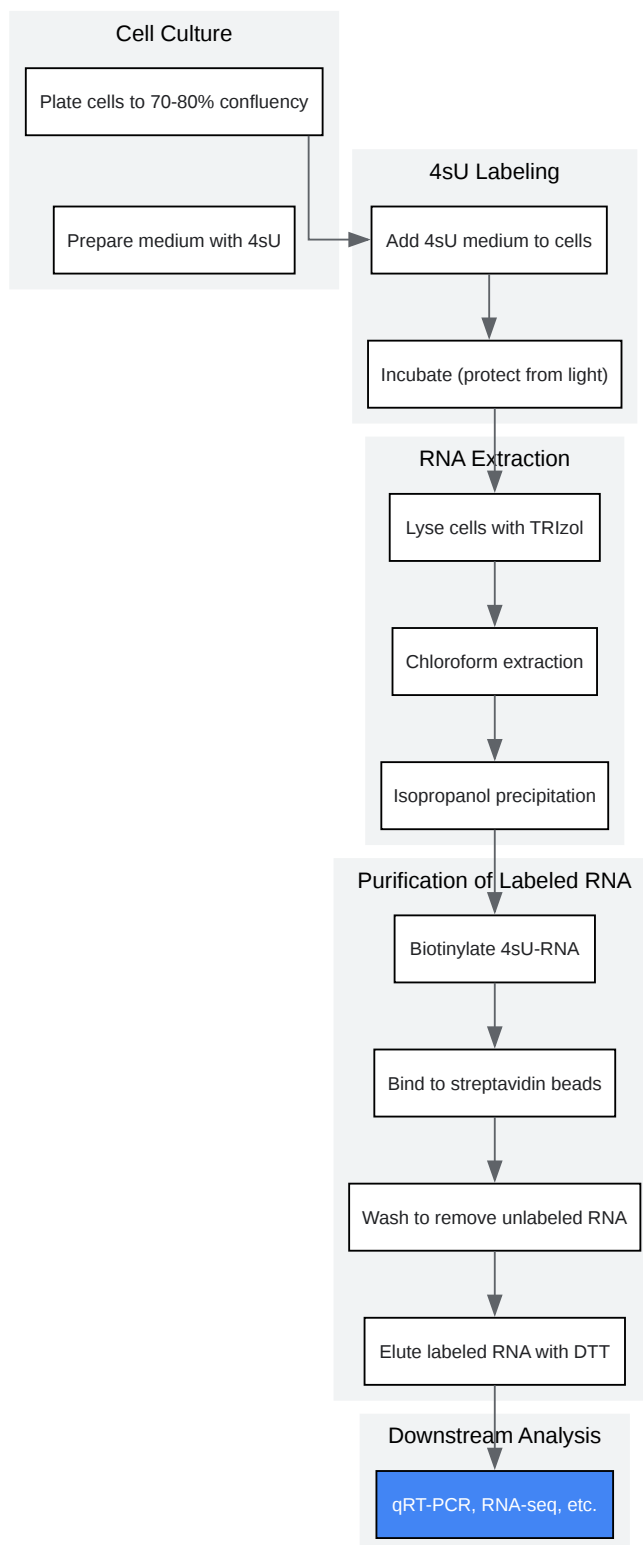 Cell Culture
Plate cells to 70-80% confluency
Prepare medium with 4sU
4sU Labeling
Add 4sU medium to cells
Incubate (protect from light)
RNA Extraction
Lyse cells with TRIzol
Chloroform extraction
Isopropanol precipitation
Purification of Labeled RNA
Biotinylate 4sU-RNA
Bind to streptavidin beads
Wash to remove unlabeled RNA
Elute labeled RNA with DTT
Downstream Analysis
qRT-PCR, RNA-seq, etc.